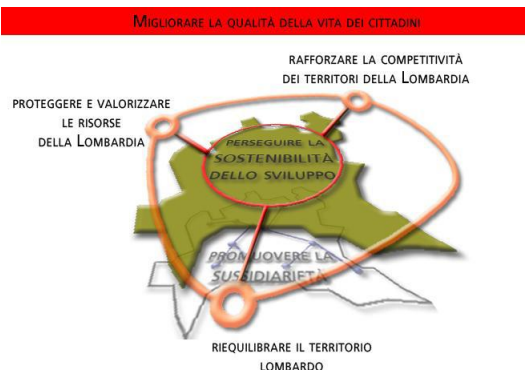 MIGLIORARE LA QUALITÀ DELLA VITA DEI CITTADINI
RAFFORZARE LA COMPETITIVITÀ
DEI TERRITORI DELLA LOMBARDIA
PROTEGGERE E VALORIZZARE
LE RISORSE
DELLA LOMBARDIA
PERSEGUIRE LA
SOSTENIBILITÀ
DELLO SVILUPPO
PROMUOVERE LA
SUSSIDIARIETÀ
RIEQUILIBRARE IL TERRITORIO
LOMBARDO